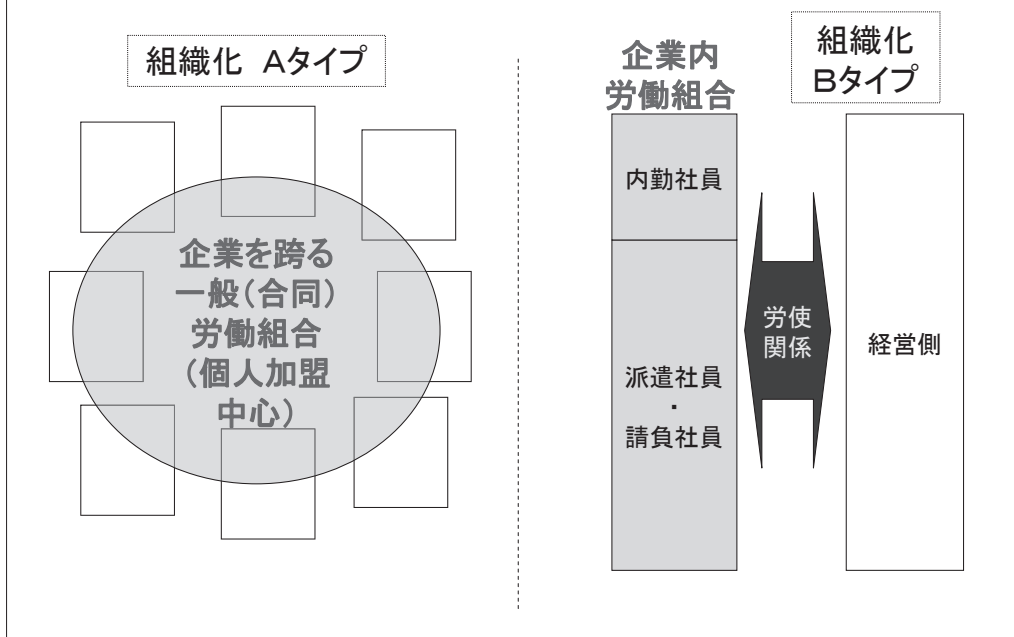 組織化 Aタイプ
企業を跨る
一般（合同）
労働組合
（個人加盟
中心）
企業内
労働組合
組織化
Bタイプ
内勤社員
派遣社員
・
請負社員
労使
関係
経営側